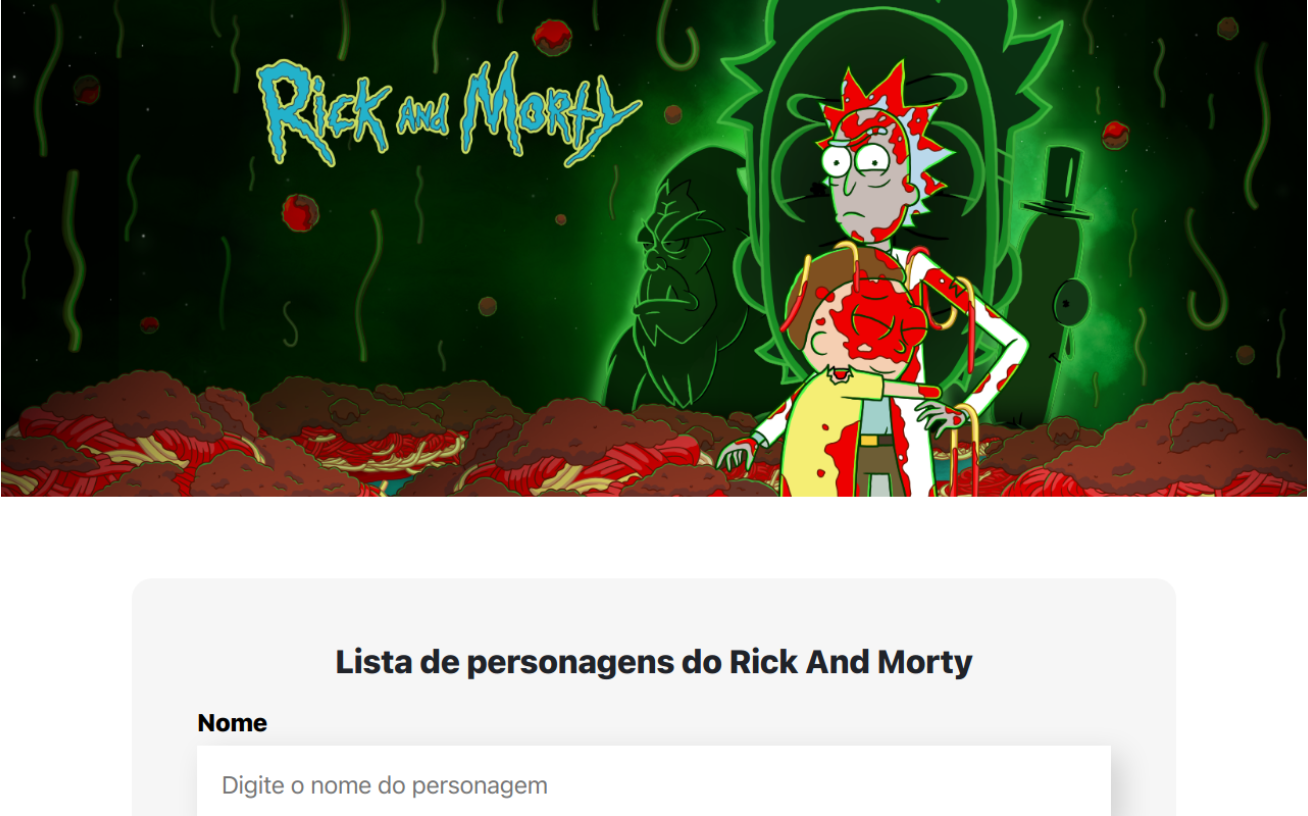 Rick and Morty
Lista de personagens do Rick And Morty
Nome
Digite o nome do personagem